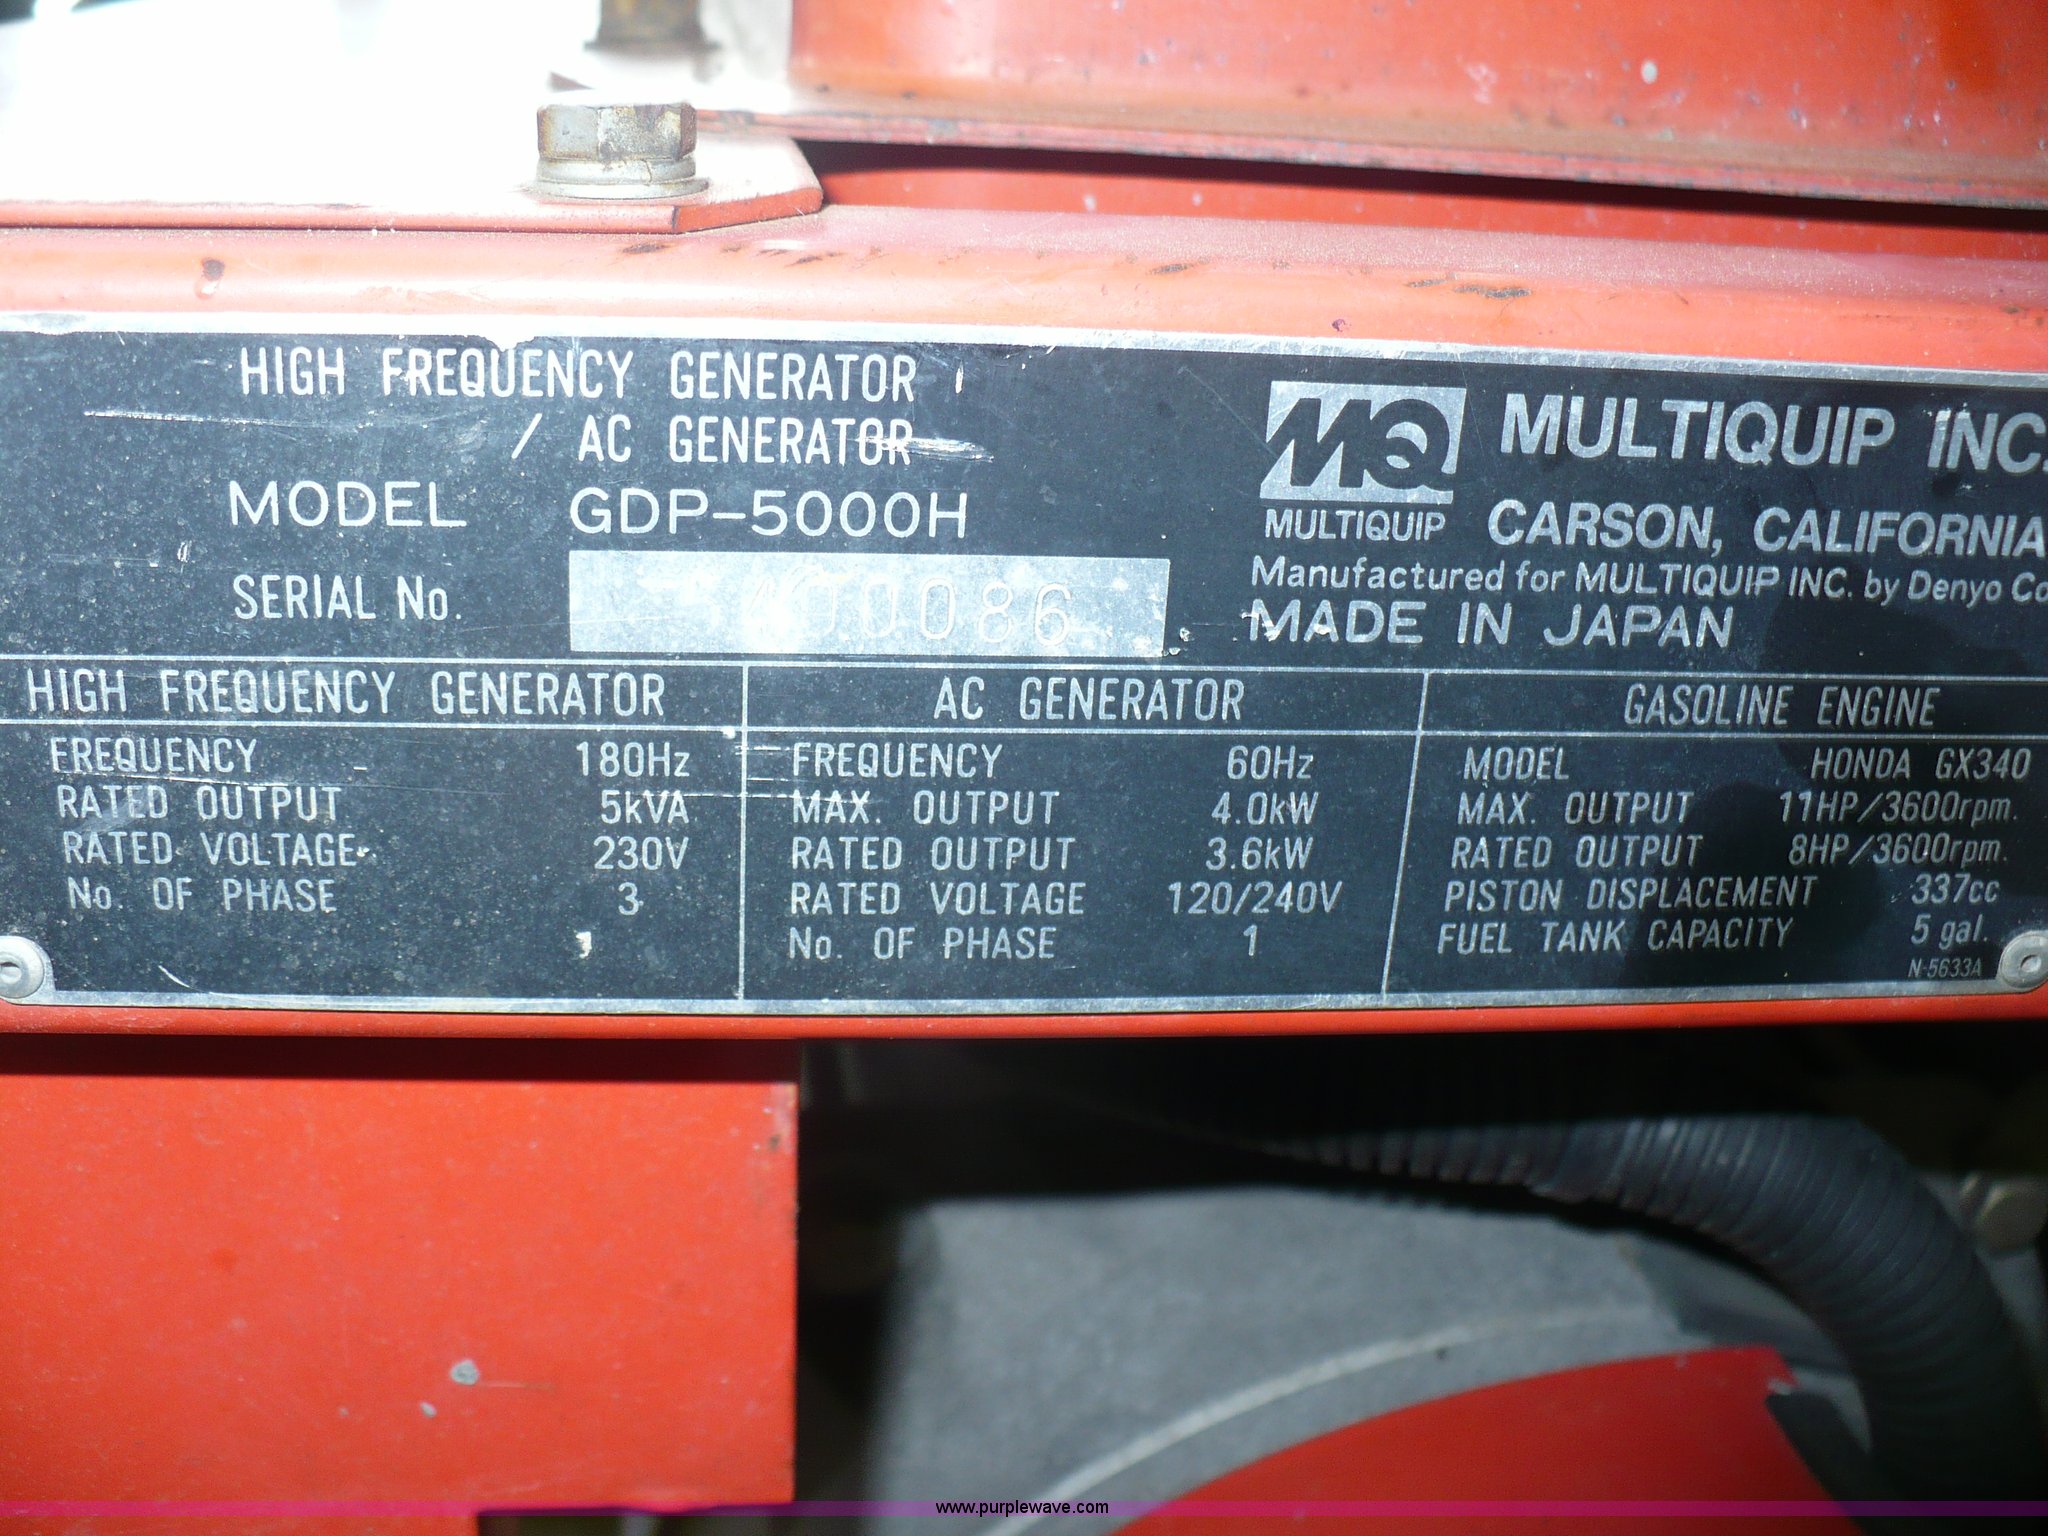 HIGH FREQUENCY GENERATOR
/ AC GENERATOR
MODEL GDP-5000H
SERIAL No. 400086
MQ
MULTIQUIP
MULTIQUIP INC.
CARSON, CALIFORNIA
Manufactured for MULTIQUIP INC. by Denyo Co
MADE IN JAPAN
HIGH FREQUENCY GENERATOR
FREQUENCY 180Hz
RATED OUTPUT 5kVA
RATED VOLTAGE 230V
No. OF PHASE 3
AC GENERATOR
FREQUENCY 60Hz
MAX. OUTPUT 4.0kW
RATED OUTPUT 3.6kW
RATED VOLTAGE 120/240V
No. OF PHASE 1
GASOLINE ENGINE
MODEL HONDA GX340
MAX. OUTPUT 11HP/3600rpm.
RATED OUTPUT 8HP/3600rpm.
PISTON DISPLACEMENT 337cc
FUEL TANK CAPACITY 5 gal.
N-5633A
www.purplewave.com